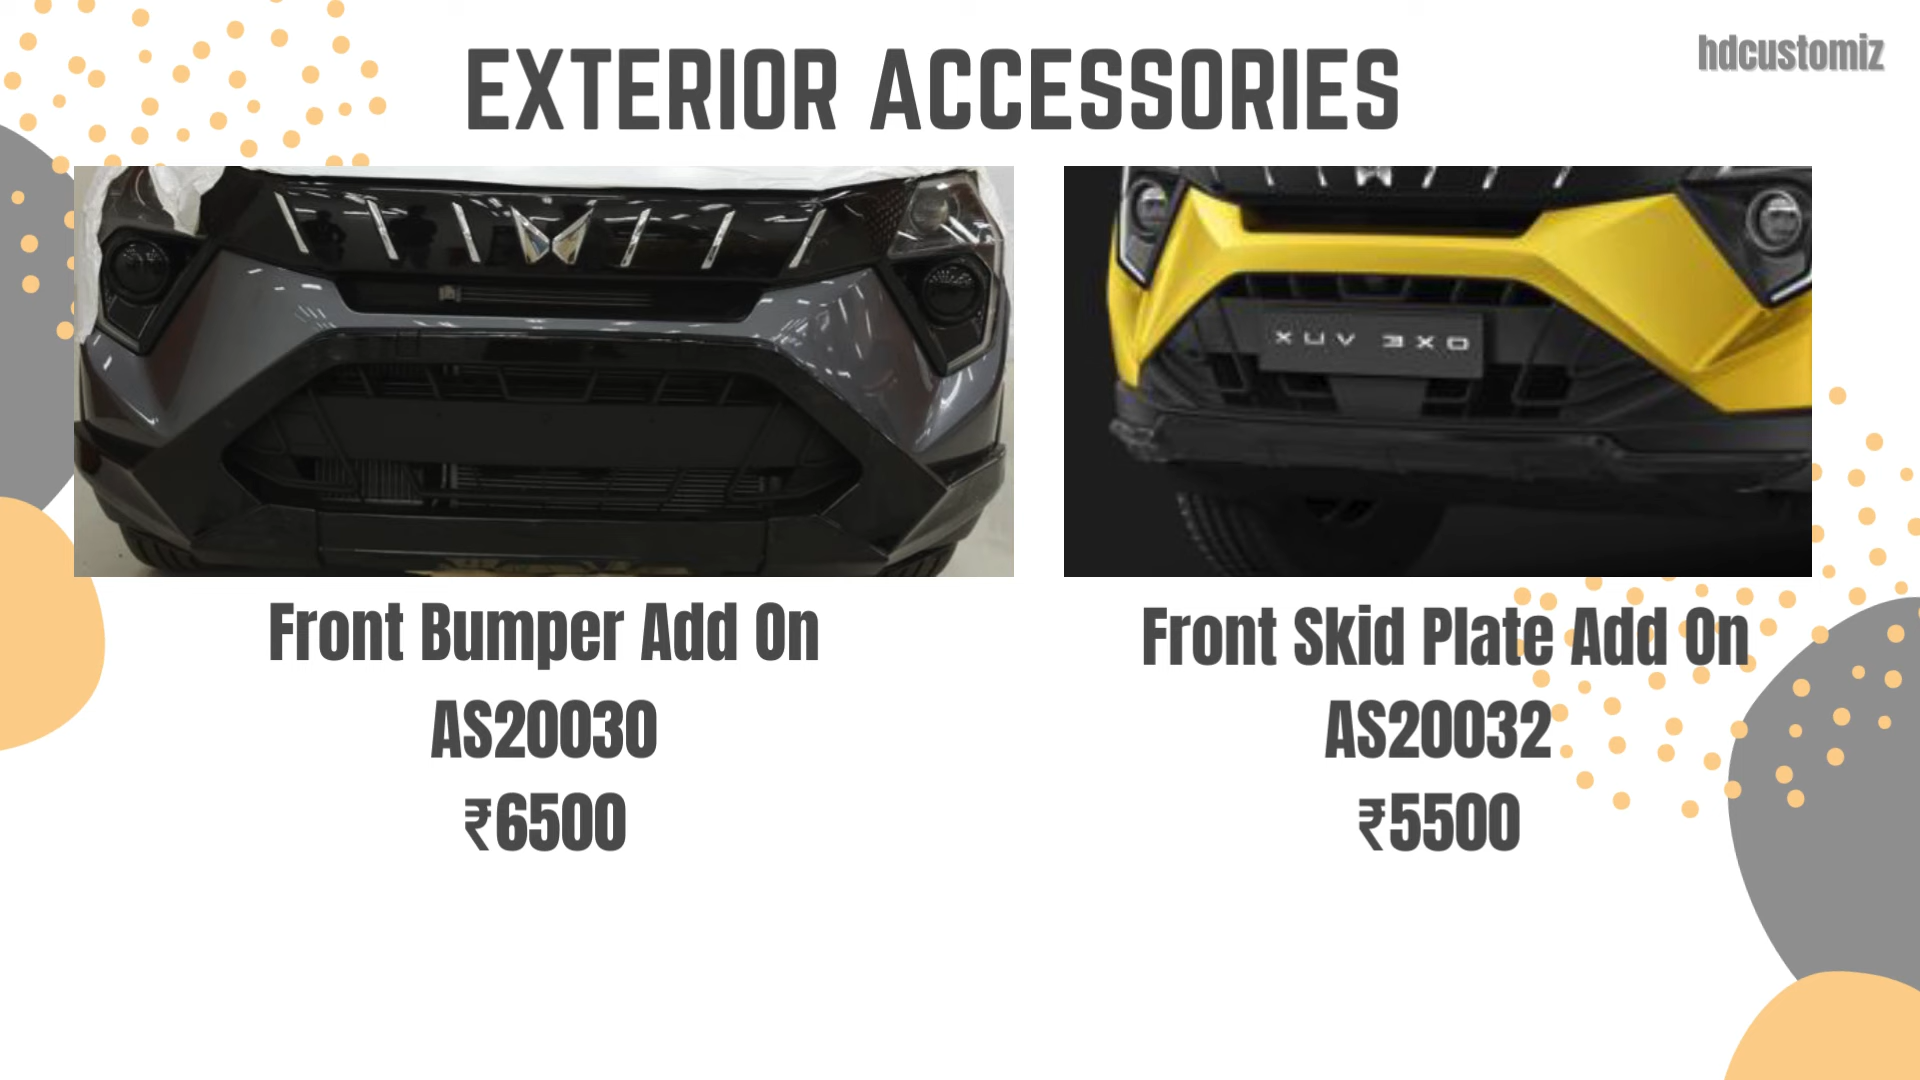 EXTERIOR ACCESSORIES
hdcustomiz
XUV 3XO
Front Bumper Add On
AS20030
₹6500
Front Skid Plate Add On
AS20032
₹5500